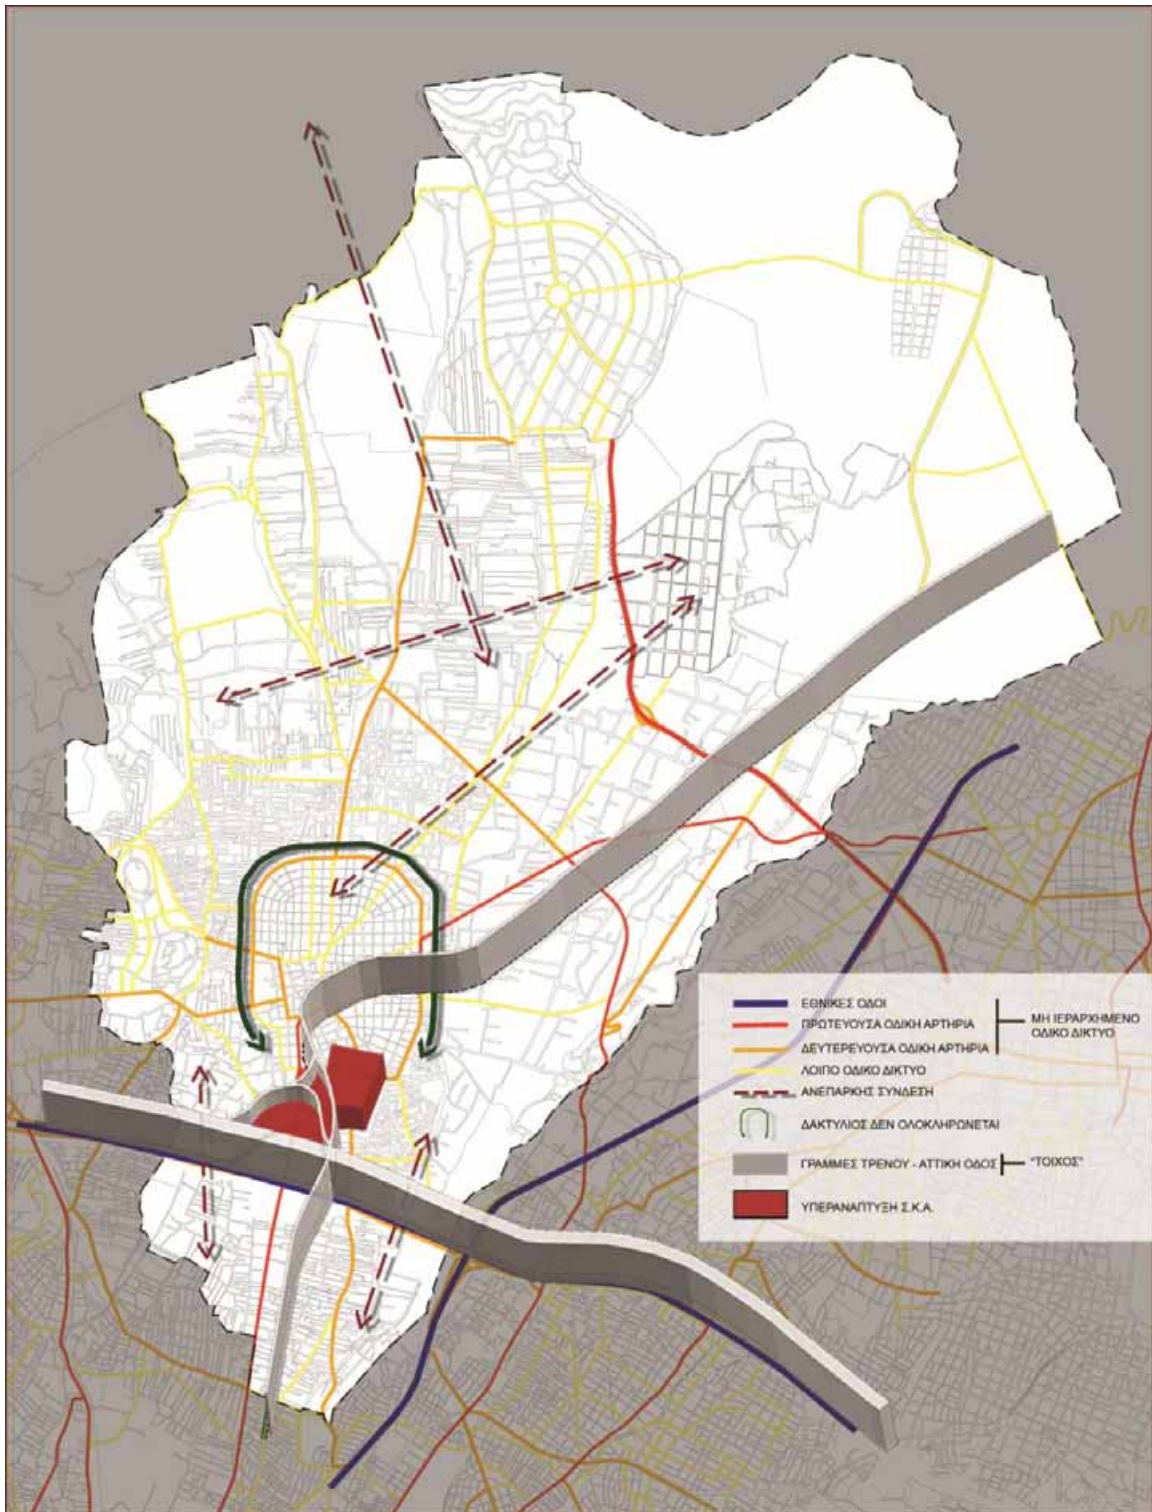 ΕΘΝΙΚΕΣ ΟΔΟΙ
ΠΡΩΤΕΥΟΥΣΑ ΟΔΙΚΗ ΑΡΤΗΡΙΑ
ΔΕΥΤΕΡΕΥΟΥΣΑ ΟΔΙΚΗ ΑΡΤΗΡΙΑ
ΜΗ ΙΕΡΑΡΧΗΜΕΝΟ
ΟΔΙΚΟ ΔΙΚΤΥΟ
ΛΟΙΠΟ ΟΔΙΚΟ ΔΙΚΤΥΟ
ΑΝΕΠΑΡΚΗΣ ΣΥΝΔΕΣΗ
ΔΑΚΤΥΛΙΟΣ ΔΕΝ ΟΛΟΚΛΗΡΩΝΕΤΑΙ
ΓΡΑΜΜΕΣ ΤΡΕΝΟΥ - ΑΤΤΙΚΗ ΟΔΟΣ "ΤΟΙΧΟΣ"
ΥΠΕΡΑΝΑΠΤΥΞΗ Σ.Κ.Α.